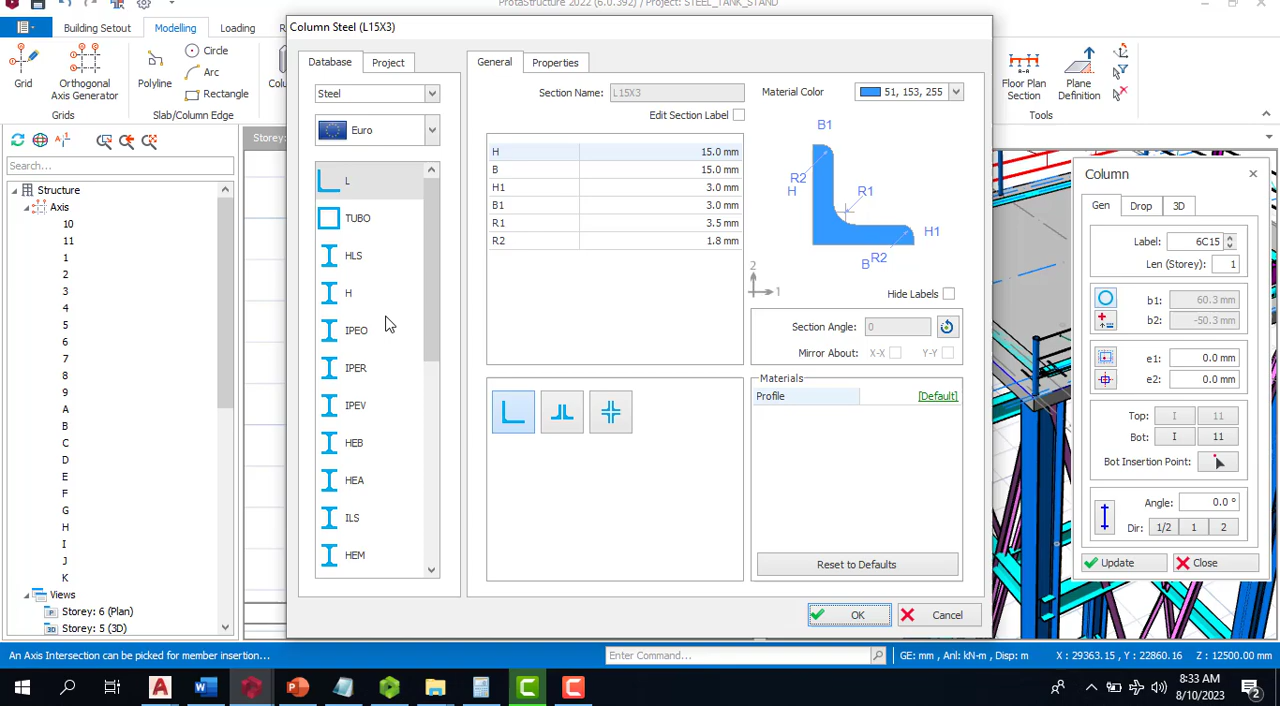 ProtaStructure 2022 (6.0.392) / Project: STEEL_TANK_STAND
Building Setout
Modelling
Loading
Grid
Orthogonal
Axis Generator
Grids
Polyline
Circle
Arc
Rectangle
Slab/Column Edge
Floor Plan
Section
Plane
Definition
Tools
Search...
Storey:
Structure
Axis
10
11
1
2
3
4
5
6
7
8
9
A
B
C
D
E
F
G
H
I
J
K
Views
Storey: 6 (Plan)
Storey: 5 (3D)
Column Steel (L15X3)
Database
Project
Steel
Euro
L
TUBO
HLS
H
IPEO
IPER
IPEV
HEB
HEA
ILS
HEM
General
Properties
Section Name:
L15X3
Edit Section Label
Material Color
51, 153, 255
H 15.0 mm
B 15.0 mm
H1 3.0 mm
B1 3.0 mm
R1 3.5 mm
R2 1.8 mm
B1
R2
H
R1
H1
R2
B
2
1
Hide Labels
Section Angle:
0
Mirror About: X-X Y-Y
Materials
Profile [Default]
Reset to Defaults
OK
Cancel
Column
Gen
Drop
3D
Label: 6C15
Len (Storey): 1
b1: 60.3 mm
b2: -50.3 mm
e1: 0.0 mm
e2: 0.0 mm
Top: I 11
Bot: I 11
Bot Insertion Point:
Angle: 0.0 °
Dir: 1/2 1 2
Update
Close
An Axis Intersection can be picked for member insertion...
Enter Command...
GE: mm , Anl: kN-m , Disp: m
X : 29363.15 , Y : 22860.16
Z : 12500.00 mm
8:33 AM
8/10/2023
2